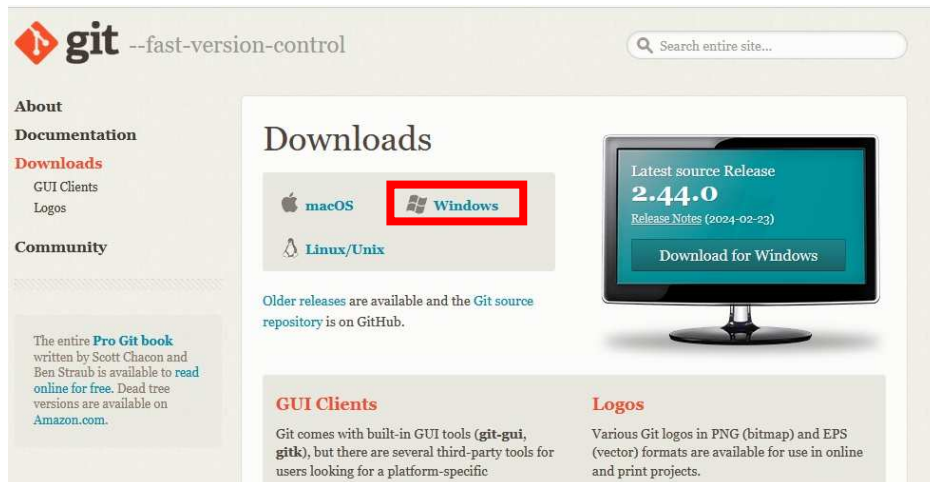 git --fast-version-control
Search entire site...
About
Documentation
Downloads
GUI Clients
Logos
Community
The entire Pro Git book
written by Scott Chacon and
Ben Straub is available to read
online for free. Dead tree
versions are available on
Amazon.com.
Downloads
macOS
Windows
Linux/Unix
Older releases are available and the Git source
repository is on GitHub.
Latest source Release
2.44.0
Release Notes (2024-02-23)
Download for Windows
GUI Clients
Git comes with built-in GUI tools (git-gui,
gitk), but there are several third-party tools for
users looking for a platform-specific
Logos
Various Git logos in PNG (bitmap) and EPS
(vector) formats are available for use in online
and print projects.